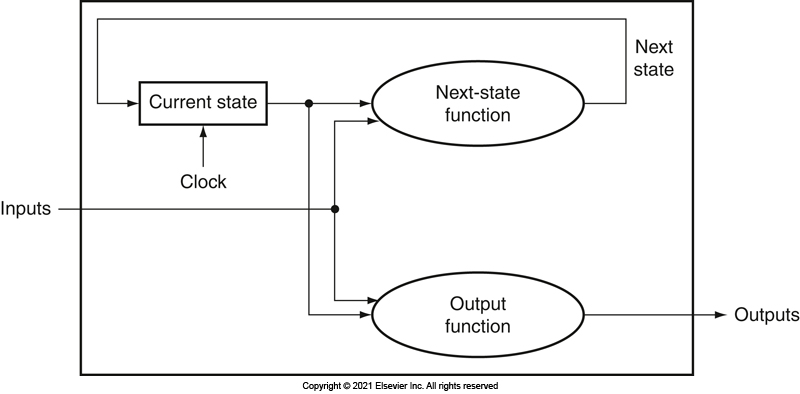 Next
state
Current state
Next-state
function
Clock
Inputs
Output
function
Outputs
Copyright © 2021 Elsevier Inc. All rights reserved